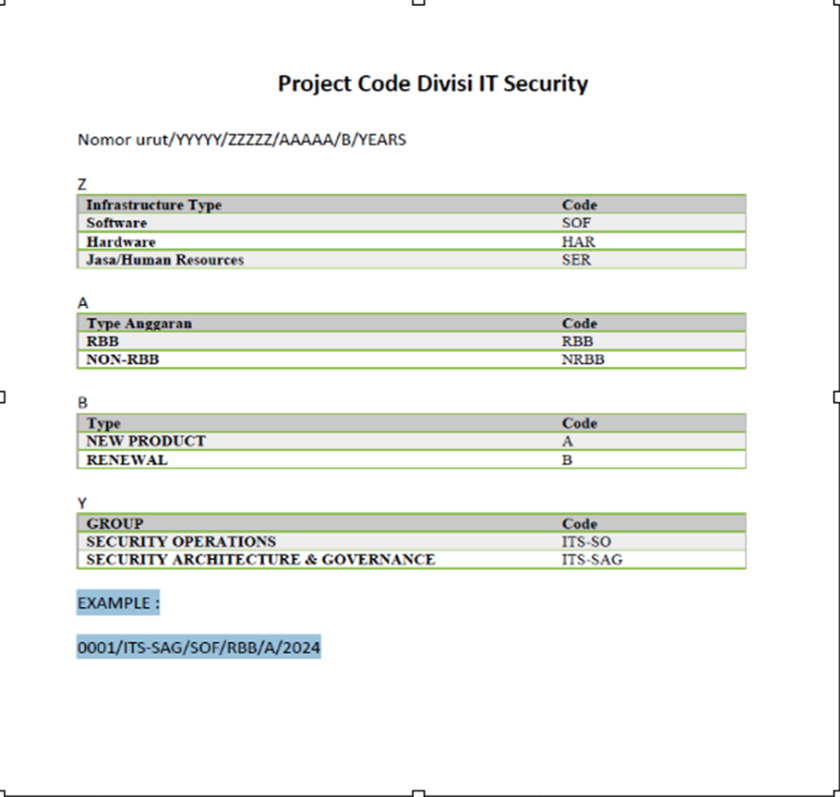 Project Code Divisi IT Security
Nomor urut/YYYYY/ZZZZZ/AAAAA/B/YEARS
Z
Infrastructure Type Code
Software SOF
Hardware HAR
Jasa/Human Resources SER
A
Type Anggaran Code
RBB RBB
NON-RBB NRBB
B
Type Code
NEW PRODUCT A
RENEWAL B
Y
GROUP Code
SECURITY OPERATIONS ITS-SO
SECURITY ARCHITECTURE & GOVERNANCE ITS-SAG
EXAMPLE :
0001/ITS-SAG/SOF/RBB/A/2024